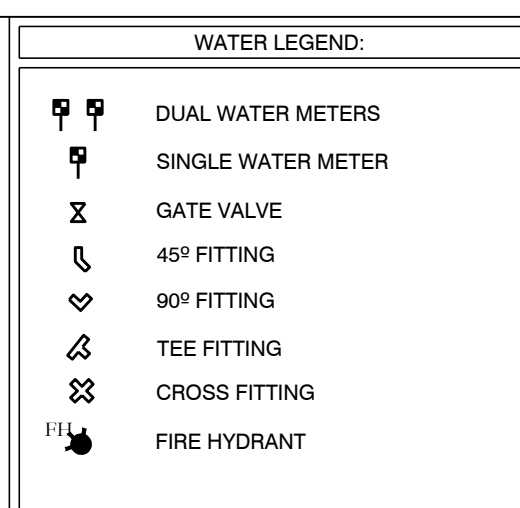 WATER LEGEND:
DUAL WATER METERS
SINGLE WATER METER
GATE VALVE
45º FITTING
90º FITTING
TEE FITTING
CROSS FITTING
FH FIRE HYDRANT